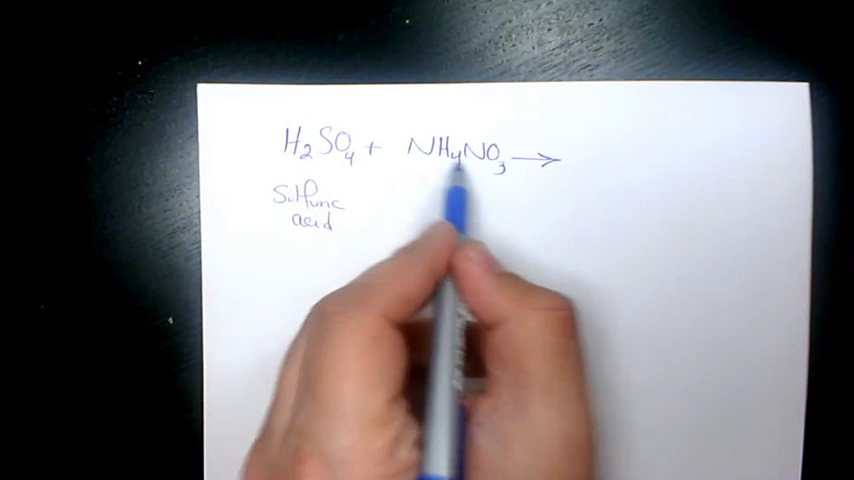 H₂SO₄ + NH₄NO₃ →
Sulfuric
acid